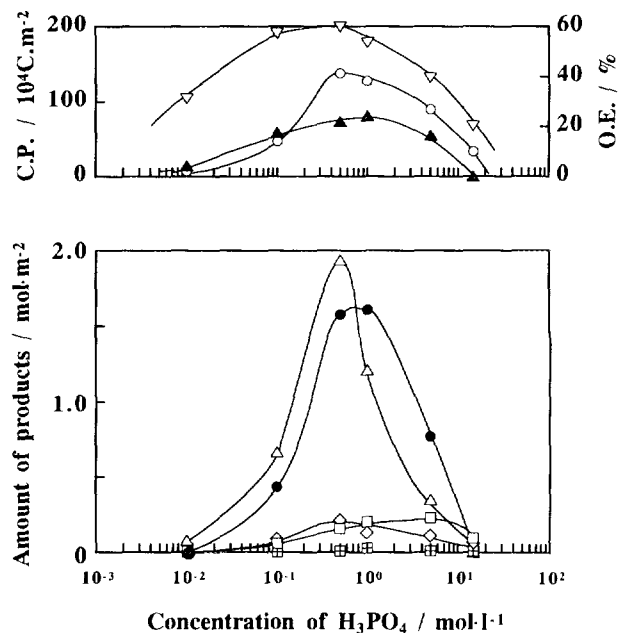 200
100
0
C.P. / 10⁴C.m⁻²
60
40
20
0
O.E. / %
2.0
1.0
0
Amount of products / mol·m⁻²
10⁻³ 10⁻² 10⁻¹ 10⁰ 10¹ 10²
Concentration of H₃PO₄ / mol·l⁻¹